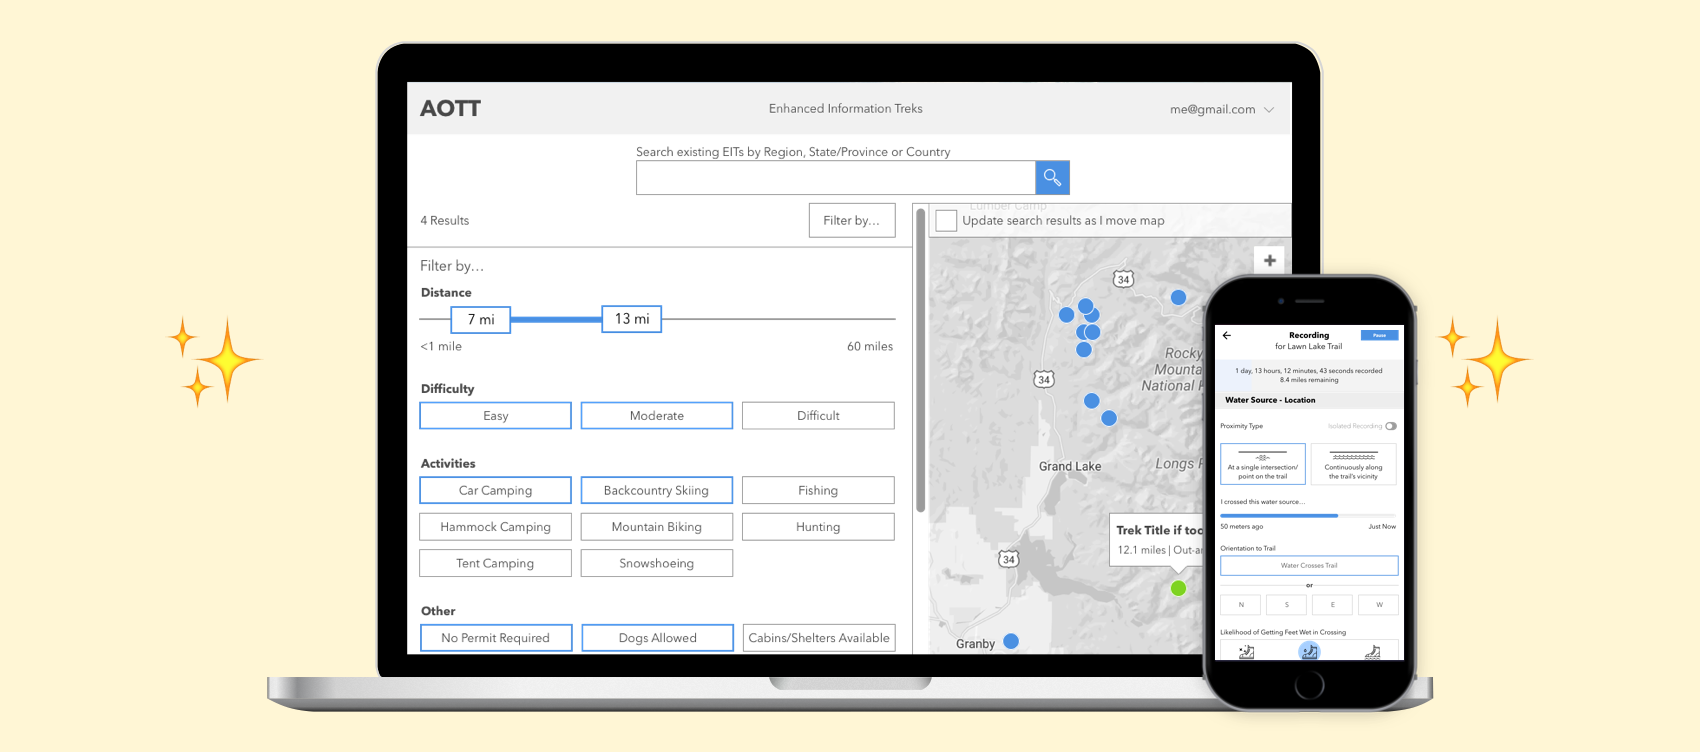 AOTT
Enhanced Information Treks
me@gmail.com
Search existing EITs by Region, State/Province or Country
4 Results
Filter by...
Filter by...
Distance
7 mi
13 mi
<1 mile
60 miles
Difficulty
Easy
Moderate
Difficult
Activities
Car Camping
Backcountry Skiing
Fishing
Hammock Camping
Mountain Biking
Hunting
Tent Camping
Snowshoeing
Other
No Permit Required
Dogs Allowed
Cabins/Shelters Available
Lumber Camp
Update search results as I move map
+
34
34
Rocky
Mounta
National
Grand Lake
Longs
Trek Title if too
12.1 miles | Out-a
34
Granby
Recording
Pause
for Lawn Lake Trail
1 day, 13 hours, 12 minutes, 43 seconds recorded
8.4 miles remaining
Water Source - Location
Proximity Type
Isolated Recording
At a single intersection/
point on the trail
Continuously along
the trail's vicinity
I crossed this water source...
50 meters ago
Just Now
Orientation to Trail
Water Crosses Trail
or
N
S
E
W
Likelihood of Getting Feet Wet in Crossing